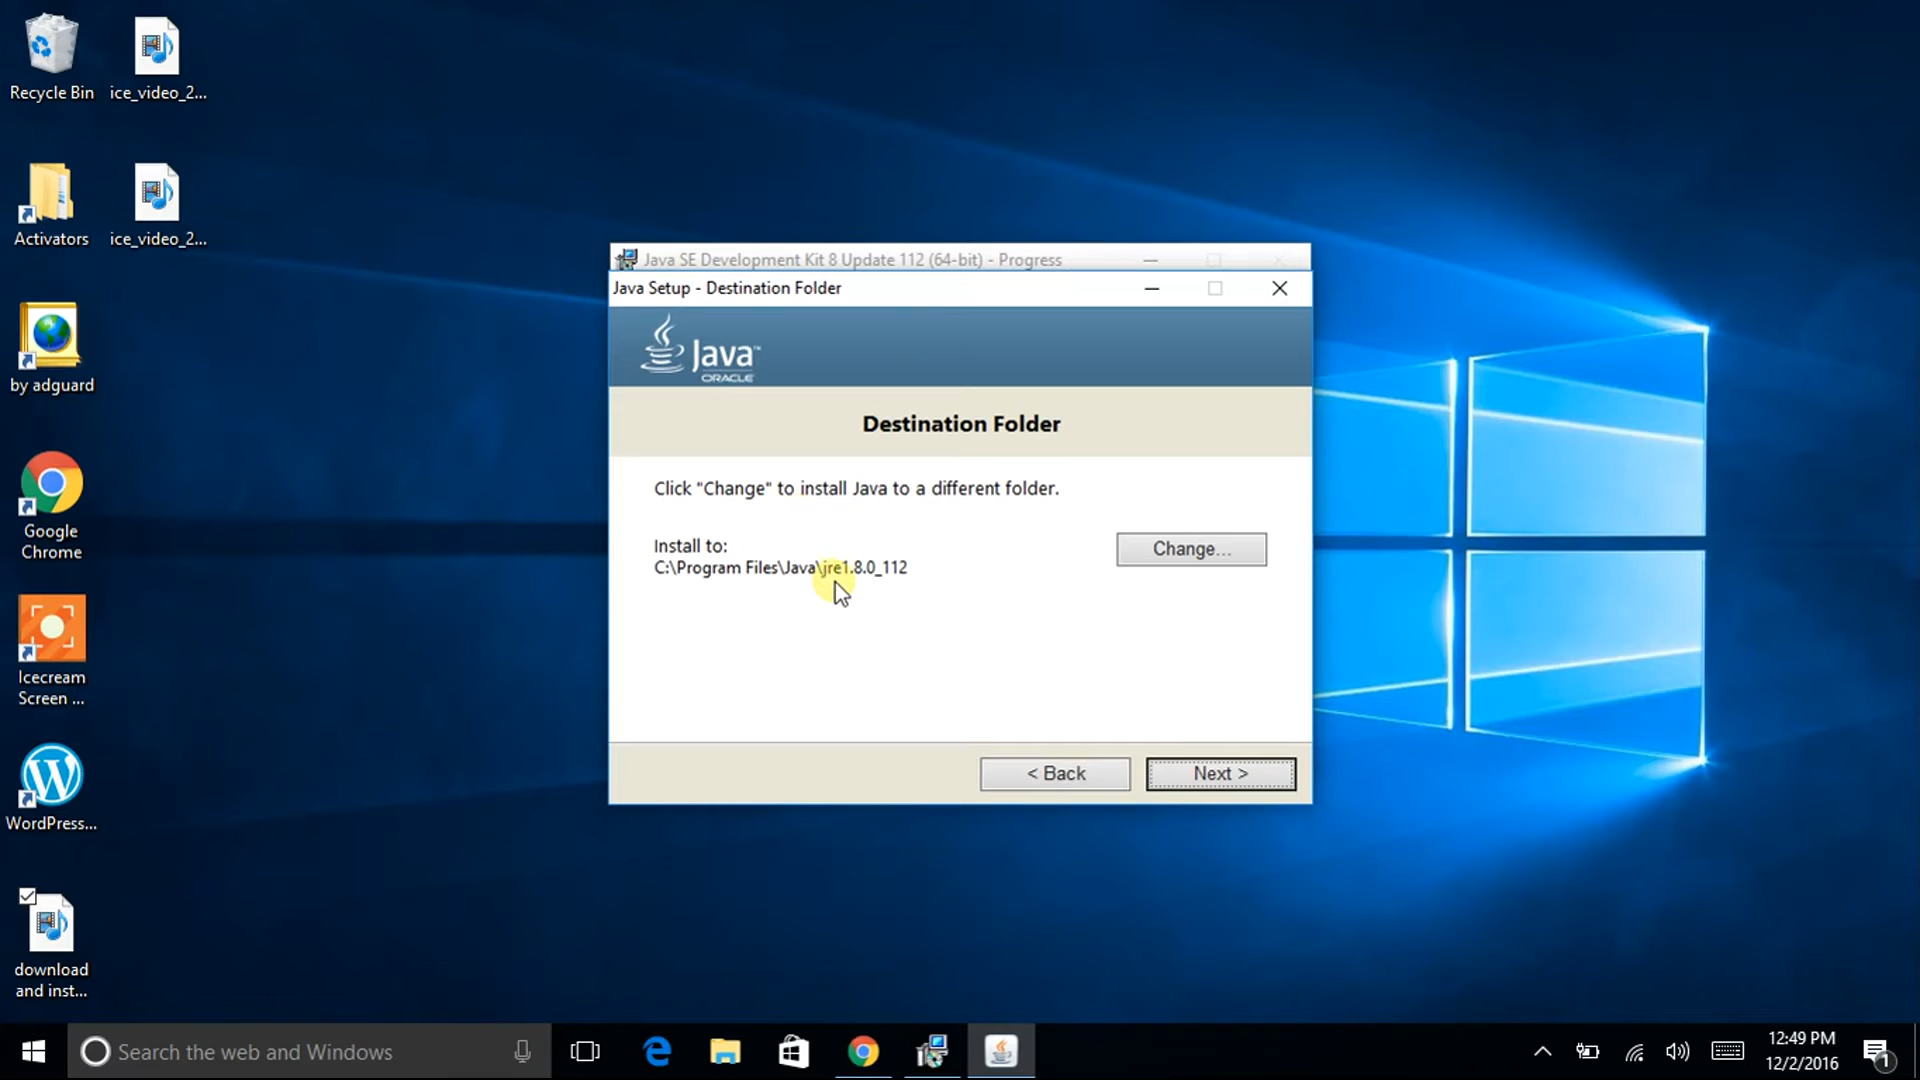 Recycle Bin
ice_video_2...
Activators
ice_video_2...
by adguard
Google
Chrome
Icecream
Screen ...
WordPress...
download
and inst...
Java SE Development Kit 8 Update 112 (64-bit) - Progress
Java Setup - Destination Folder
Java™
ORACLE
Destination Folder
Click "Change" to install Java to a different folder.
Install to:
C:\Program Files\Java\jre1.8.0_112
Change...
< Back
Next >
Search the web and Windows
12:49 PM
12/2/2016
1